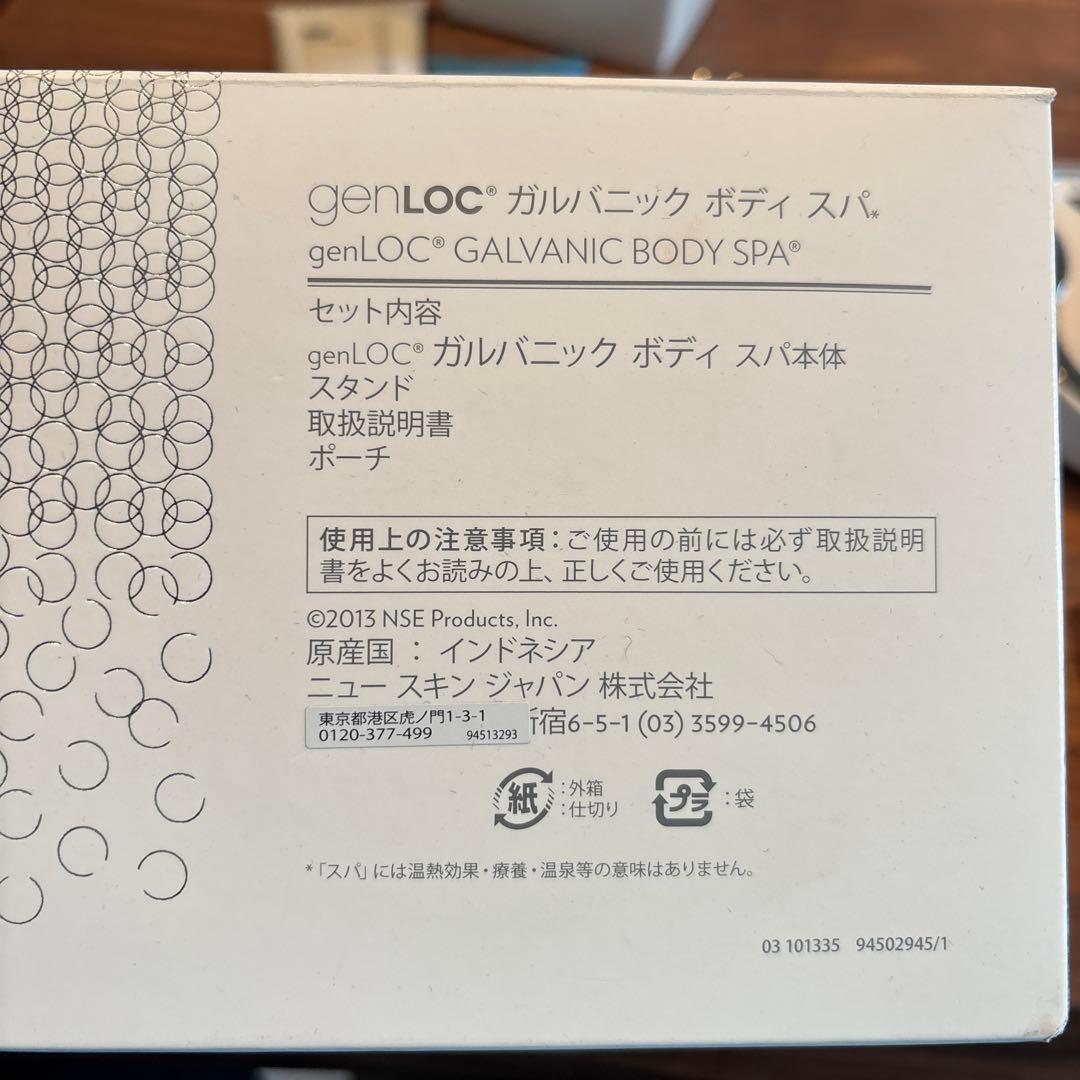 genLOC® ガルバニック ボディ スパ*
genLOC® GALVANIC BODY SPA®
セット内容
genLOC® ガルバニック ボディ スパ本体
スタンド
取扱説明書
ポーチ
使用上の注意事項：ご使用の前には必ず取扱説明
書をよくお読みの上、正しくご使用ください。
©2013 NSE Products, Inc.
原産国 ： インドネシア
ニュー スキン ジャパン 株式会社
東京都港区虎ノ門1-3-1
0120-377-499 94513293
宿6-5-1 (03) 3599-4506
紙 ：外箱
：仕切り
プラ ：袋
*「スパ」には温熱効果・療養・温泉等の意味はありません。
03 101335 94502945/1